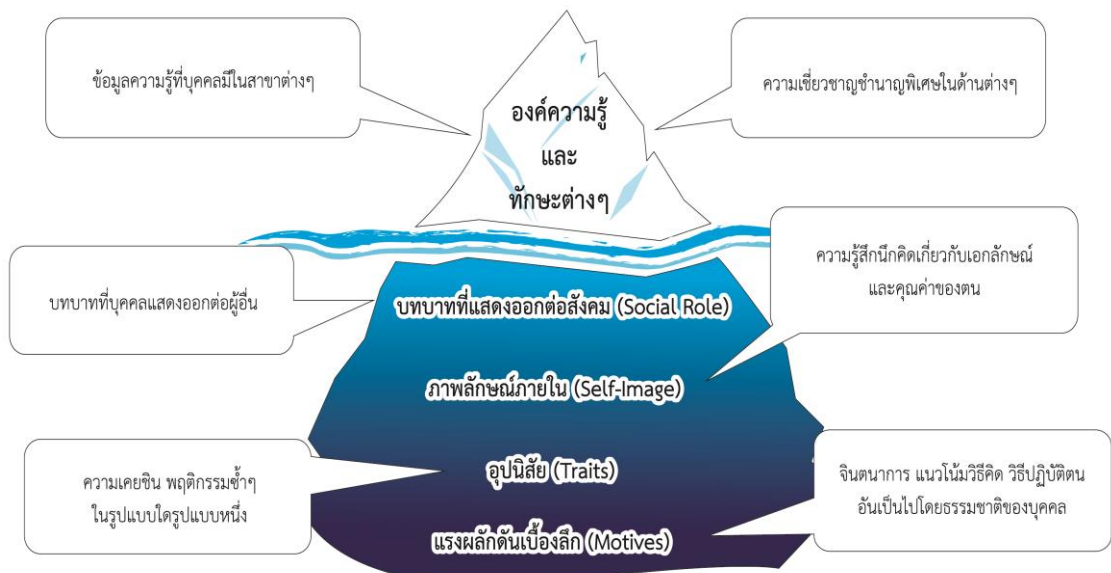 ข้อมูลความรู้ที่บุคคลมีในสาขาต่างๆ
ความเชี่ยวชาญชำนาญพิเศษในด้านต่างๆ
องค์ความรู้
และ
ทักษะต่างๆ
บทบาทที่บุคคลแสดงออกต่อผู้อื่น
ความรู้สึกนึกคิดเกี่ยวกับเอกลักษณ์
และคุณค่าของตน
บทบาทที่แสดงออกต่อสังคม (Social Role)
ภาพลักษณ์ภายใน (Self-Image)
อุปนิสัย (Traits)
แรงผลักดันเบื้องลึก (Motives)
ความเคยชิน พฤติกรรมซ้ำๆ
ในรูปแบบใดรูปแบบหนึ่ง
จินตนาการ แนวโน้มวิธีคิด วิธีปฏิบัติตน
อันเป็นไปโดยธรรมชาติของบุคคล